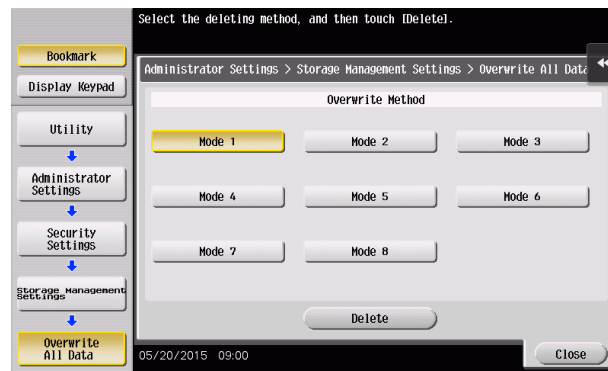 Select the deleting method, and then touch [Delete].
Bookmark
Display Keypad
Utility
Administrator
Settings
Security
Settings
Storage Management
Settings
Overwrite
All Data
Administrator Settings > Storage Management Settings > Overwrite All Data
Overwrite Method
Mode 1
Mode 2
Mode 3
Mode 4
Mode 5
Mode 6
Mode 7
Mode 8
Delete
05/20/2015 09:00
Close